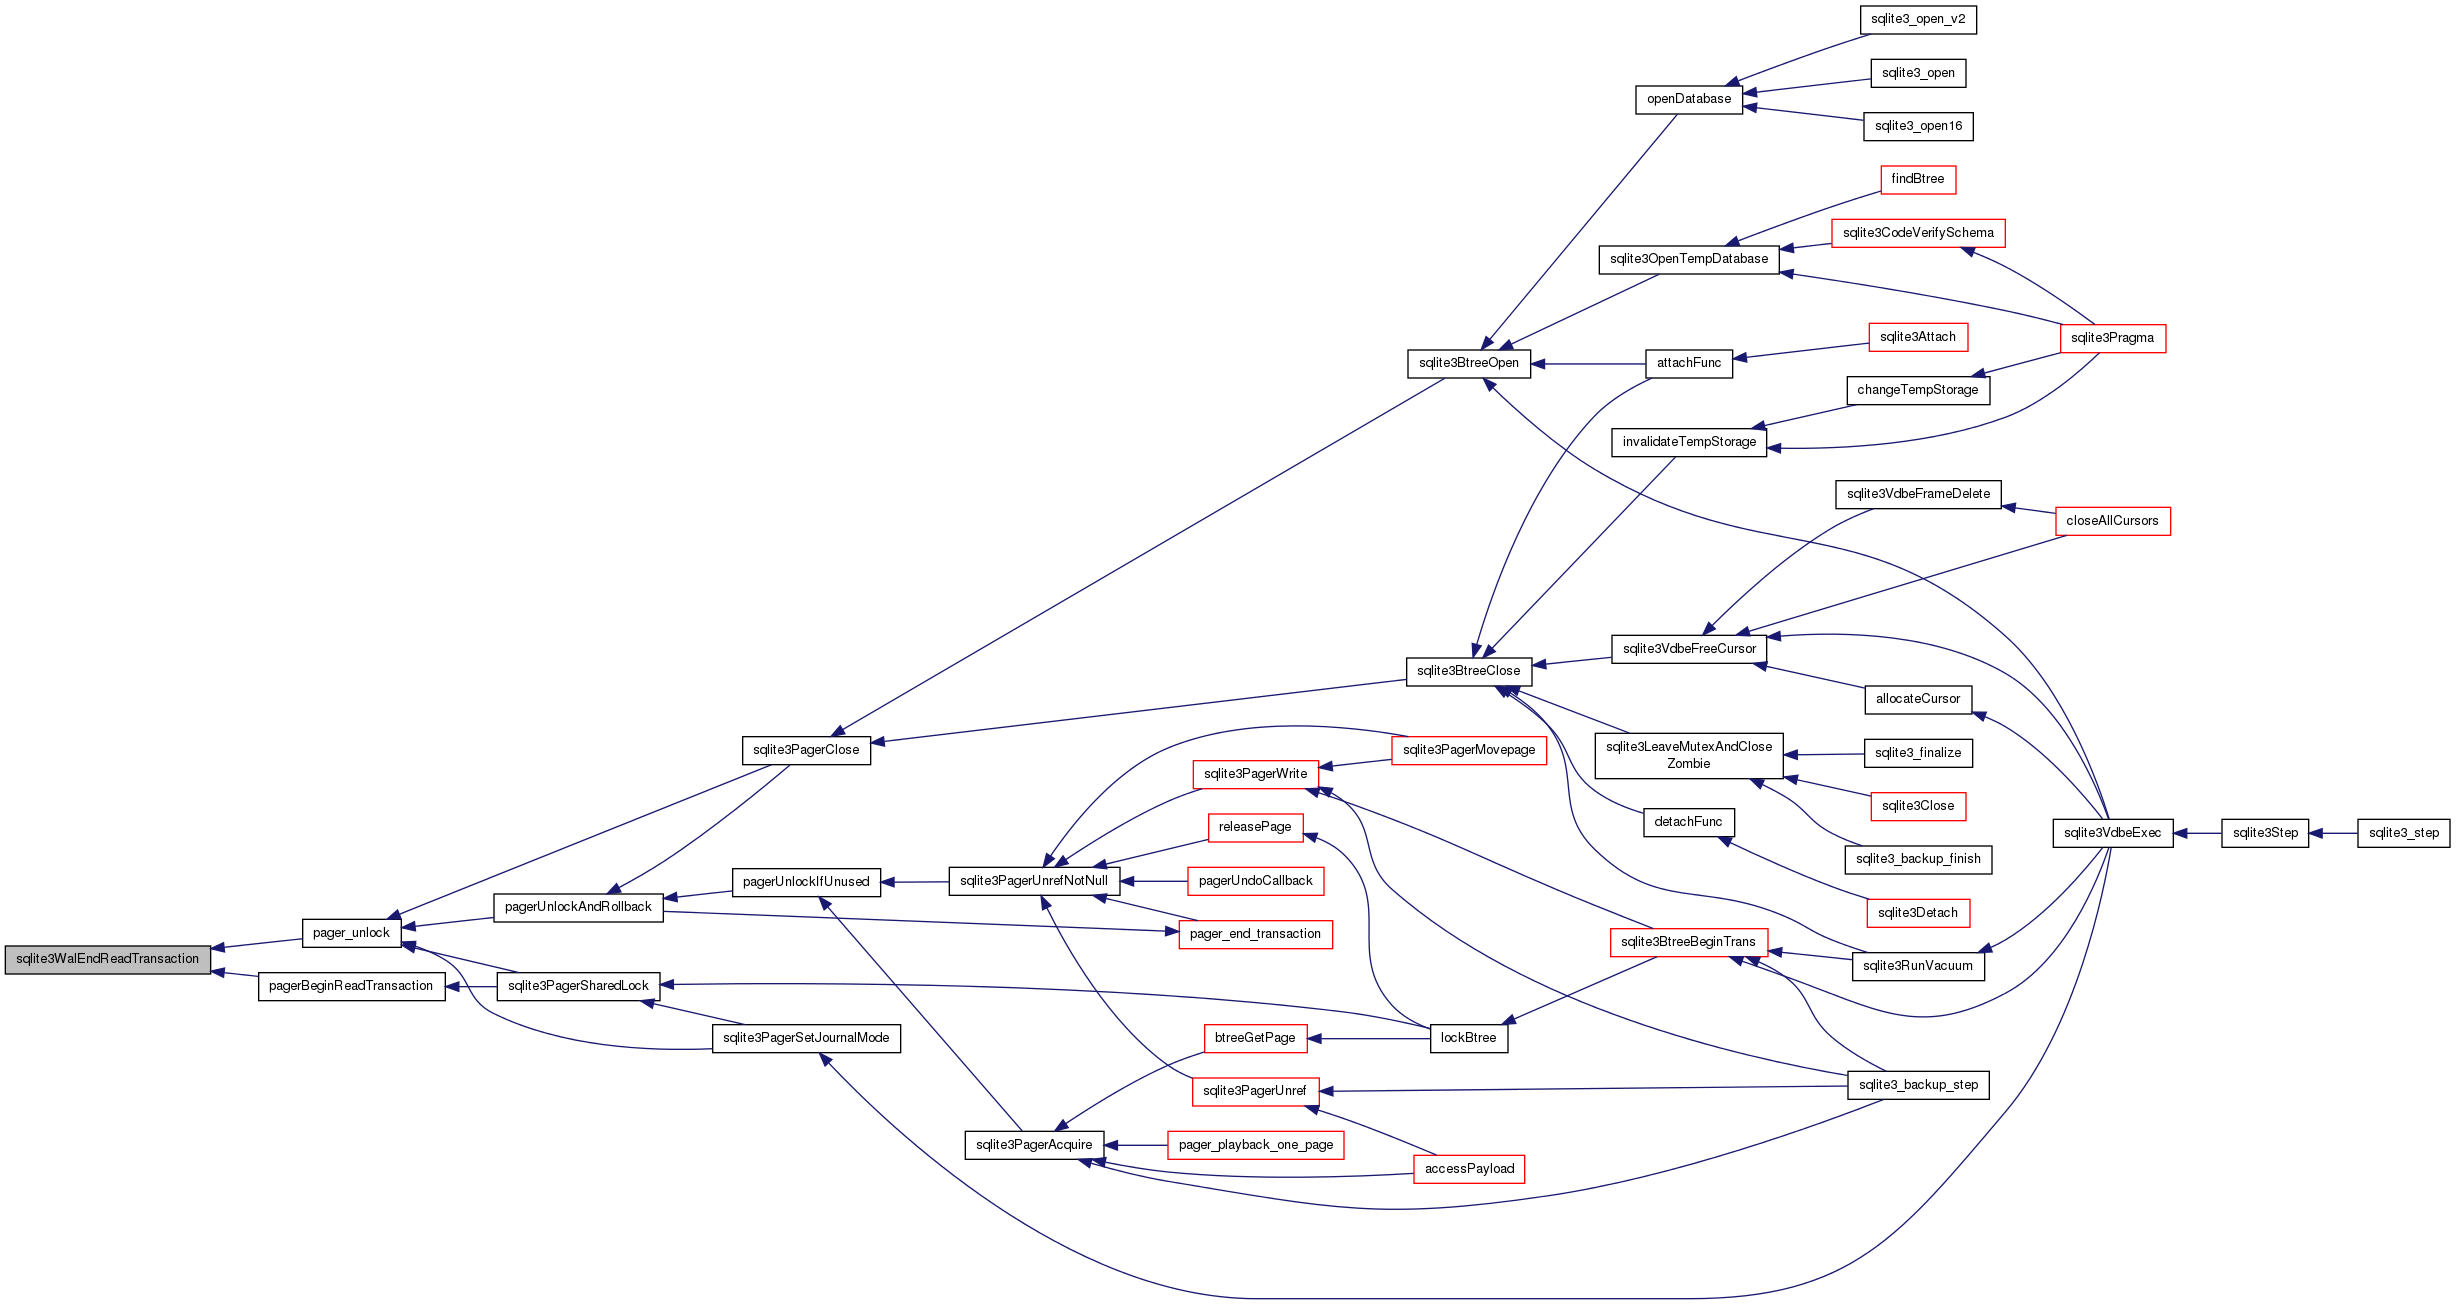 sqlite3_open_v2
sqlite3_open
openDatabase
sqlite3_open16
findBtree
sqlite3CodeVerifySchema
sqlite3OpenTempDatabase
sqlite3Attach
sqlite3Pragma
sqlite3BtreeOpen
attachFunc
changeTempStorage
invalidateTempStorage
sqlite3VdbeFrameDelete
closeAllCursors
sqlite3VdbeFreeCursor
sqlite3BtreeClose
allocateCursor
sqlite3LeaveMutexAndClose
Zombie
sqlite3_finalize
sqlite3PagerClose
sqlite3PagerMovepage
sqlite3PagerWrite
sqlite3Close
releasePage
detachFunc
sqlite3VdbeExec
sqlite3Step
sqlite3_step
sqlite3_backup_finish
pagerUnlockIfUnused
sqlite3PagerUnrefNotNull
pagerUndoCallback
pagerUnlockAndRollback
sqlite3Detach
pager_unlock
pager_end_transaction
sqlite3BtreeBeginTrans
sqlite3WalEndReadTransaction
sqlite3RunVacuum
pagerBeginReadTransaction
sqlite3PagerSharedLock
sqlite3PagerSetJournalMode
btreeGetPage
lockBtree
sqlite3PagerUnref
sqlite3_backup_step
sqlite3PagerAcquire
pager_playback_one_page
accessPayload